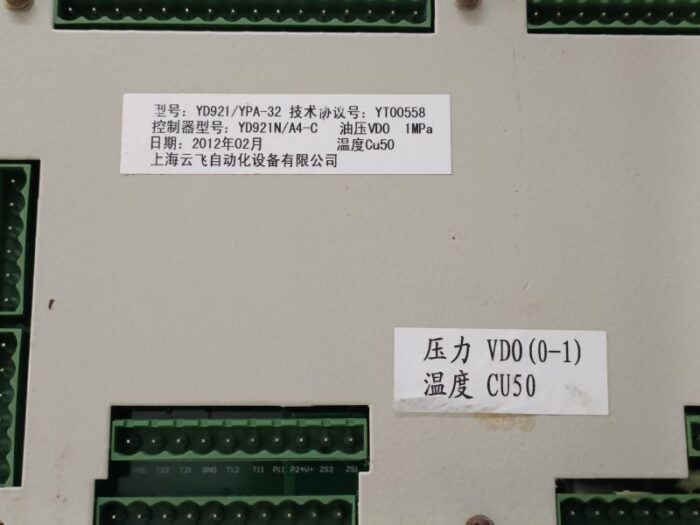 型号：YD921/YPA-32 技术协议号：YT00558
控制器型号：YD921N/A4-C 油压VDO 1MPa
日期：2012年02月 温度Cu50
上海云飞自动化设备有限公司
压力 VDO(0-1)
温度 CU50
GND T22 T21 GND T12 T11 P11 P24V+ ZS2 ZS1